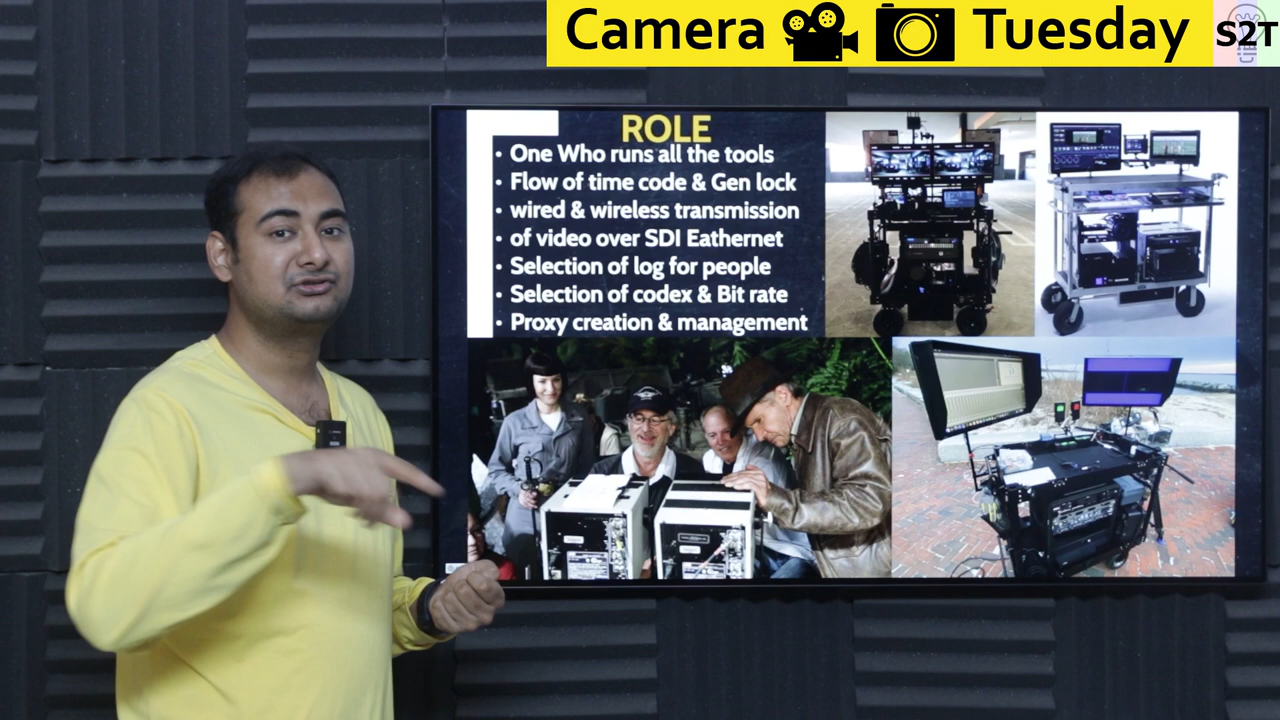 Camera Tuesday
S2T
ROLE
• One Who runs all the tools
• Flow of time code & Gen lock
• wired & wireless transmission
• of video over SDI Eathernet
• Selection of log for people
• Selection of codex & Bit rate
• Proxy creation & management